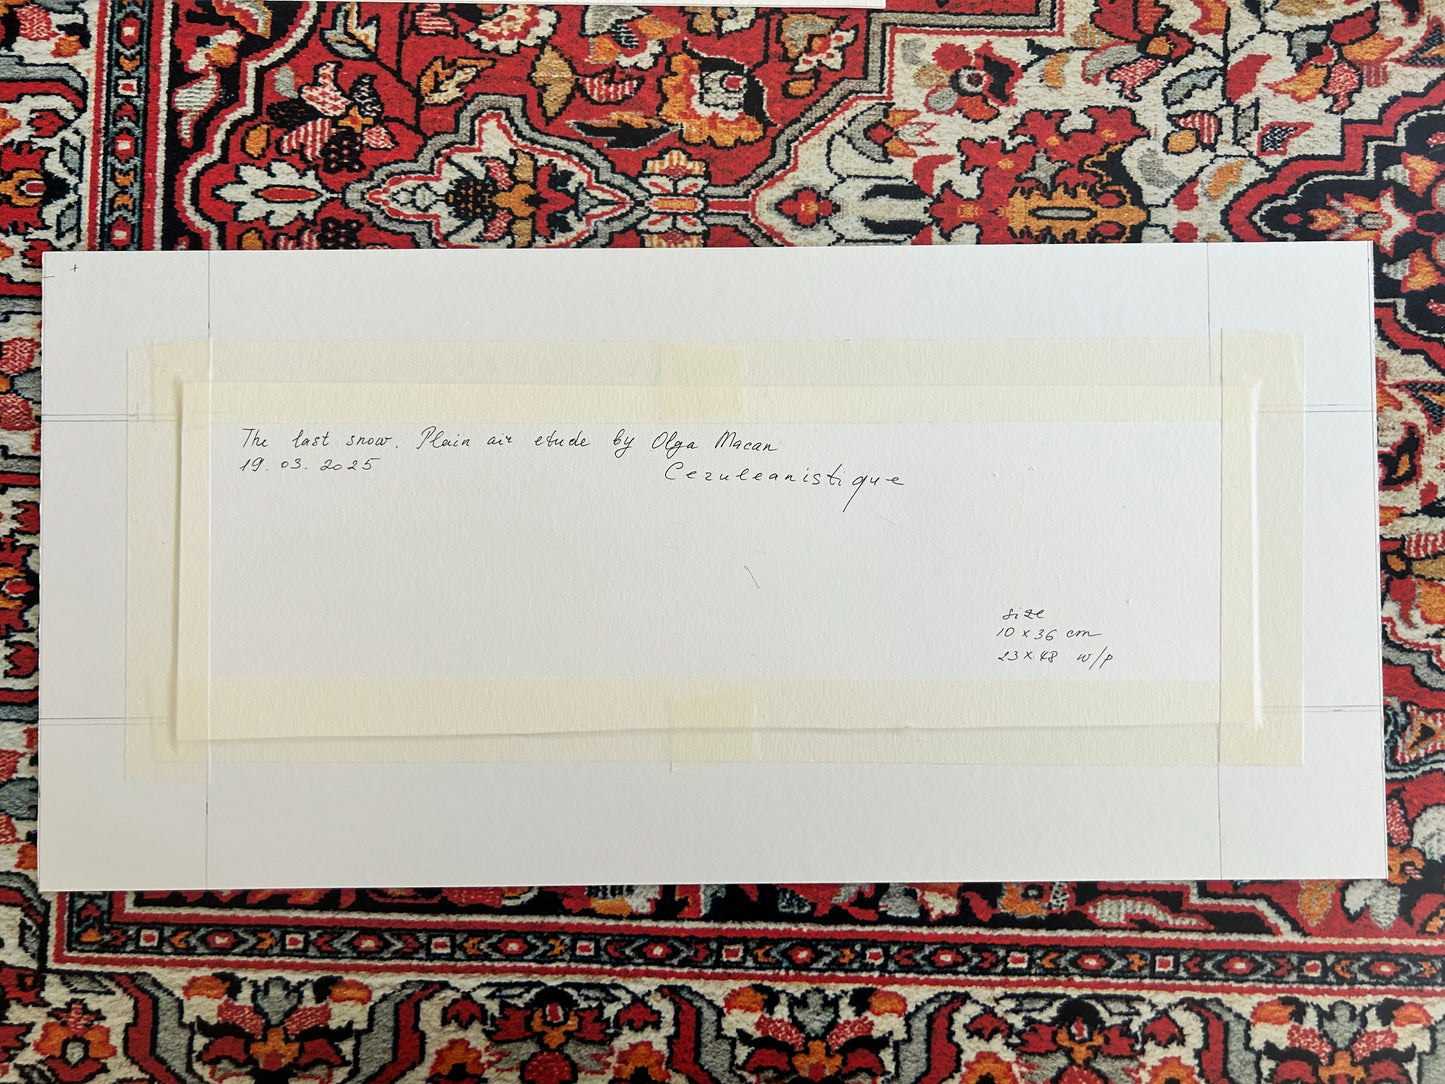 The last snow. Plain air etude by Olga Macan
19.03.2025
Ceruleanistique
size
10 x 36 cm
23 x 48 w/p